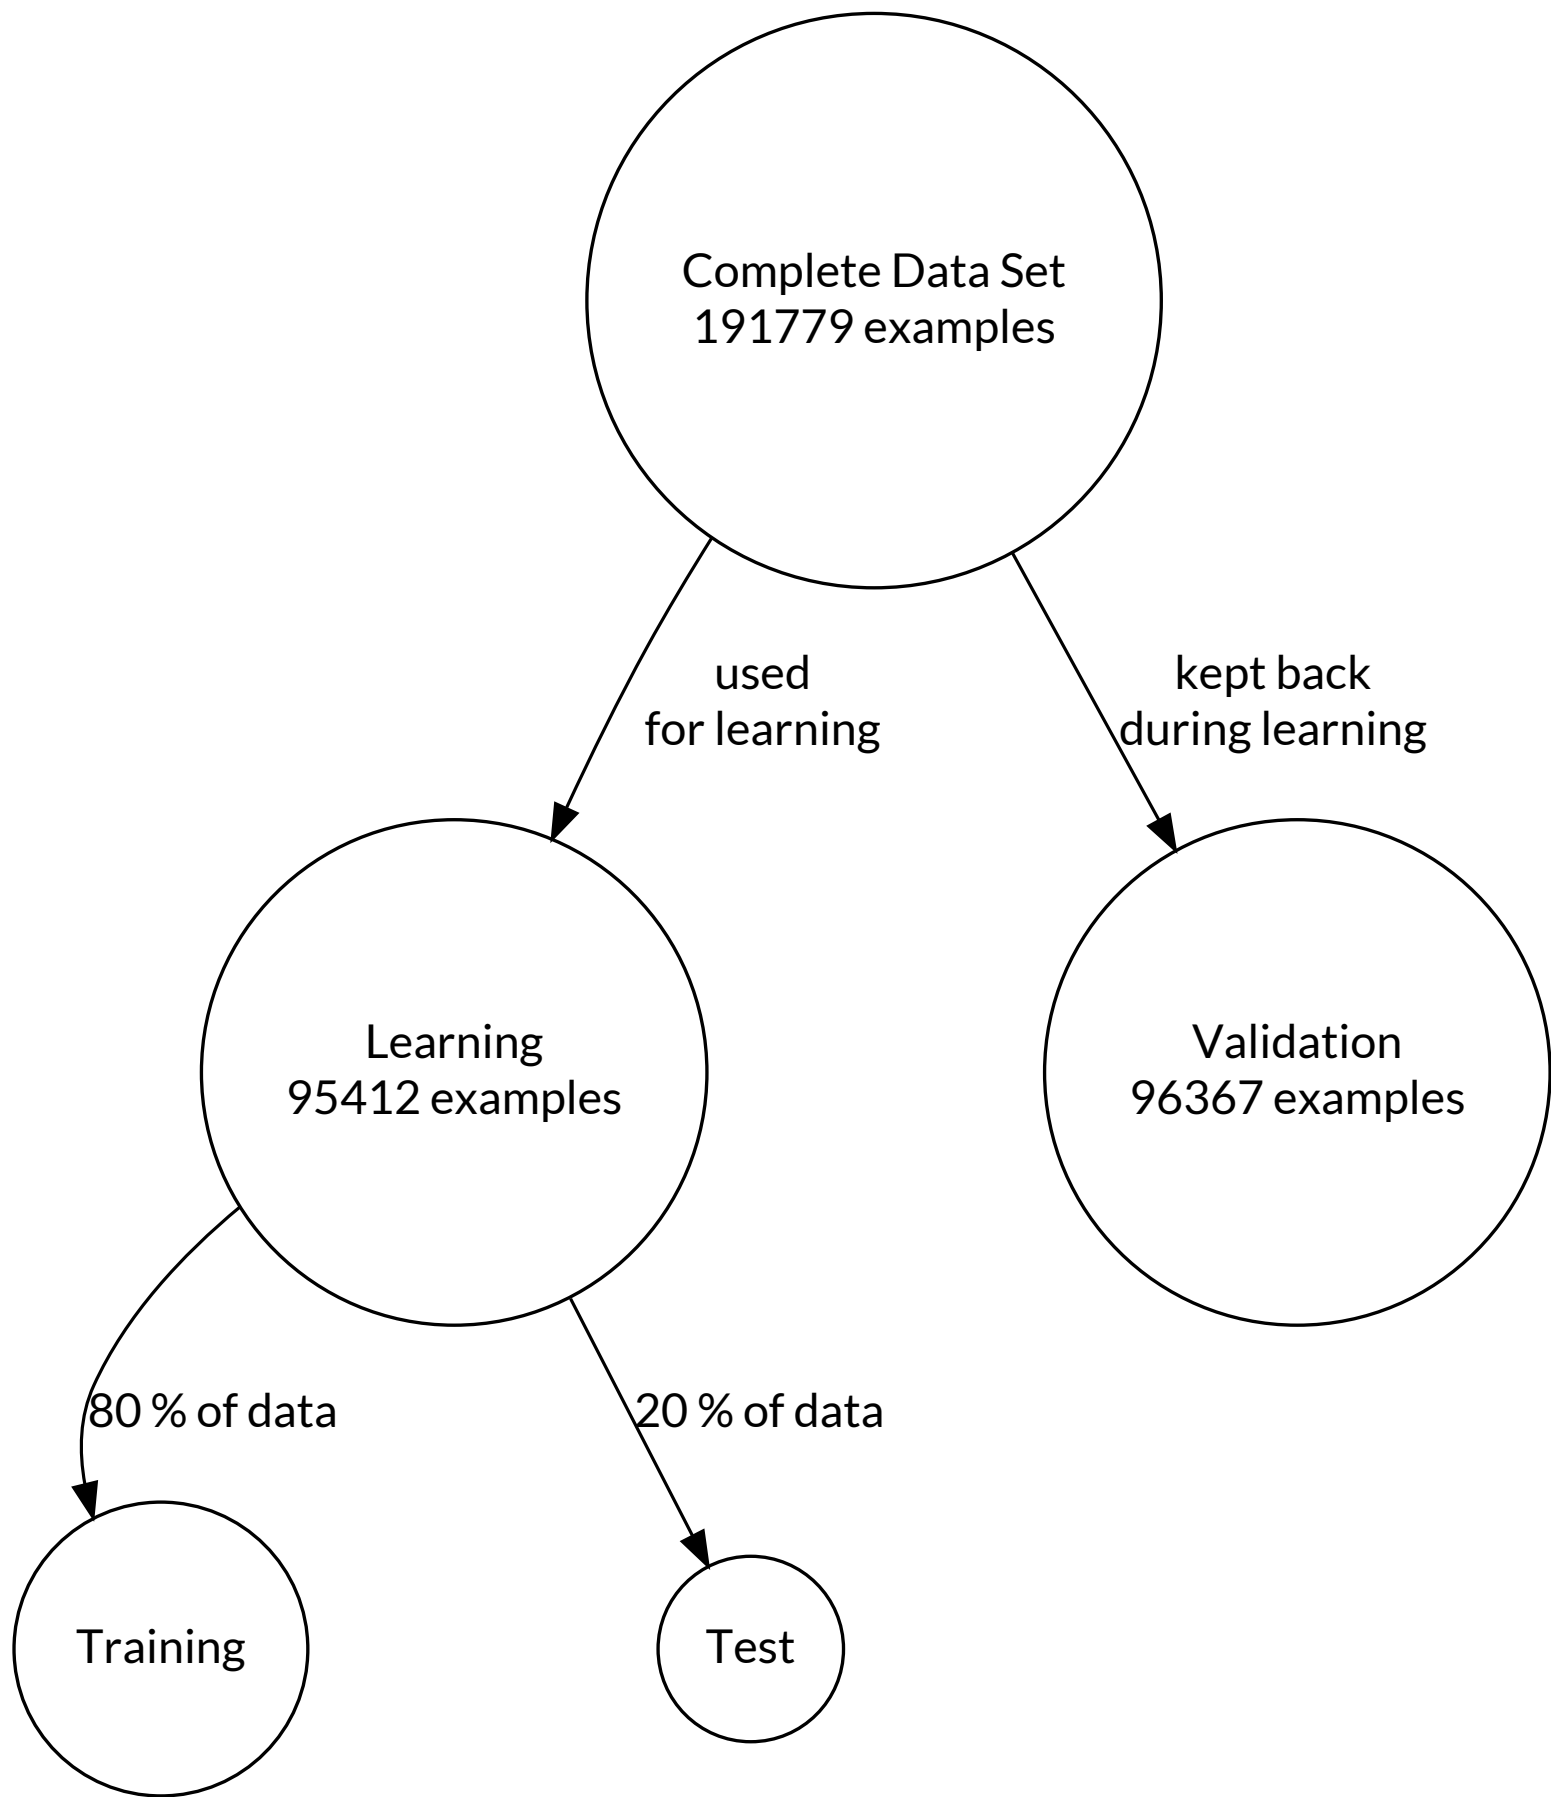 Complete Data Set
191779 examples
used
for learning
kept back
during learning
Learning
95412 examples
Validation
96367 examples
80 % of data
20 % of data
Training
Test